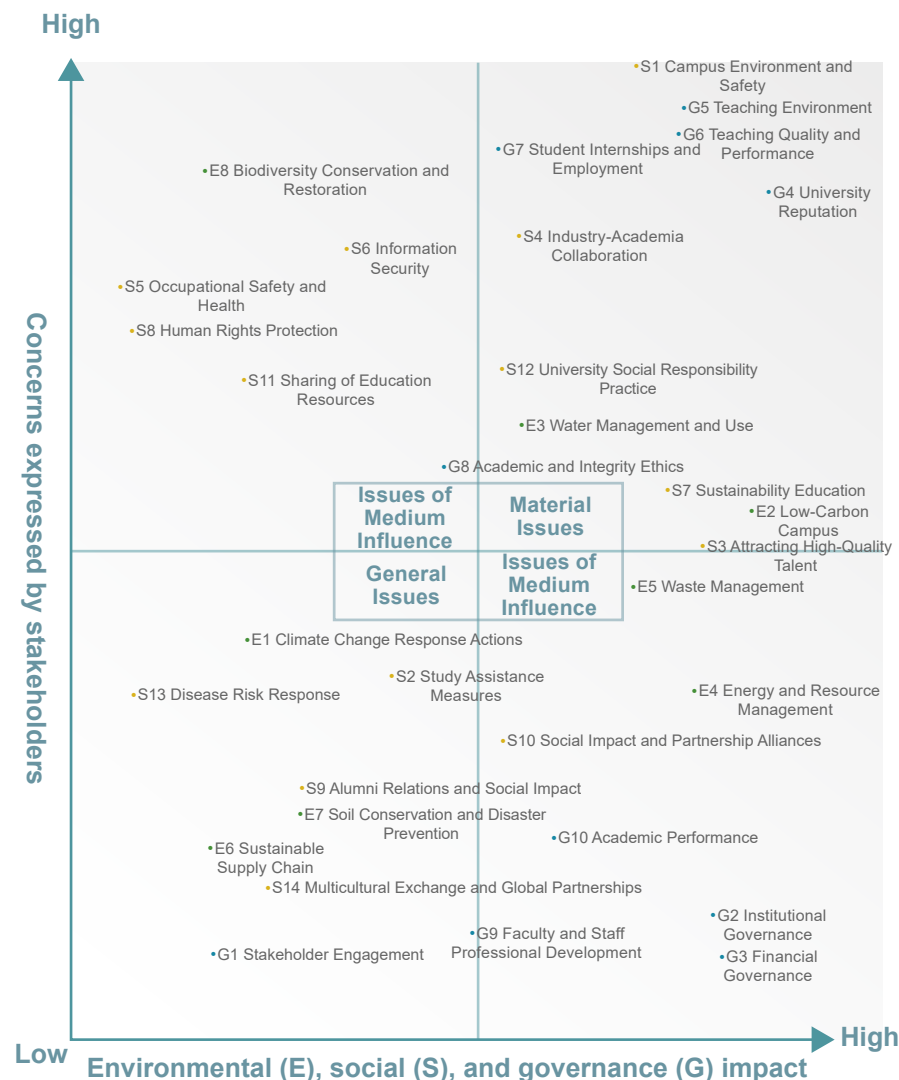 High
S1 Campus Environment and
Safety
G5 Teaching Environment
G6 Teaching Quality and
Performance
G7 Student Internships and
Employment
E8 Biodiversity Conservation and
Restoration
G4 University
Reputation
S4 Industry-Academia
Collaboration
S6 Information
Security
S5 Occupational Safety and
Health
S8 Human Rights Protection
S12 University Social Responsibility
Practice
S11 Sharing of Education
Resources
E3 Water Management and Use
G8 Academic and Integrity Ethics
S7 Sustainability Education
E2 Low-Carbon
Campus
S3 Attracting High-Quality
Talent
Issues of
Medium
Influence
Material
Issues
General
Issues
Issues of
Medium
Influence
E5 Waste Management
E1 Climate Change Response Actions
S2 Study Assistance
Measures
S13 Disease Risk Response
E4 Energy and Resource
Management
S10 Social Impact and Partnership Alliances
S9 Alumni Relations and Social Impact
E7 Soil Conservation and Disaster
Prevention
G10 Academic Performance
E6 Sustainable
Supply Chain
S14 Multicultural Exchange and Global Partnerships
G2 Institutional
Governance
G9 Faculty and Staff
Professional Development
G1 Stakeholder Engagement
G3 Financial
Governance
Concerns expressed by stakeholders
Low
High
Environmental (E), social (S), and governance (G) impact